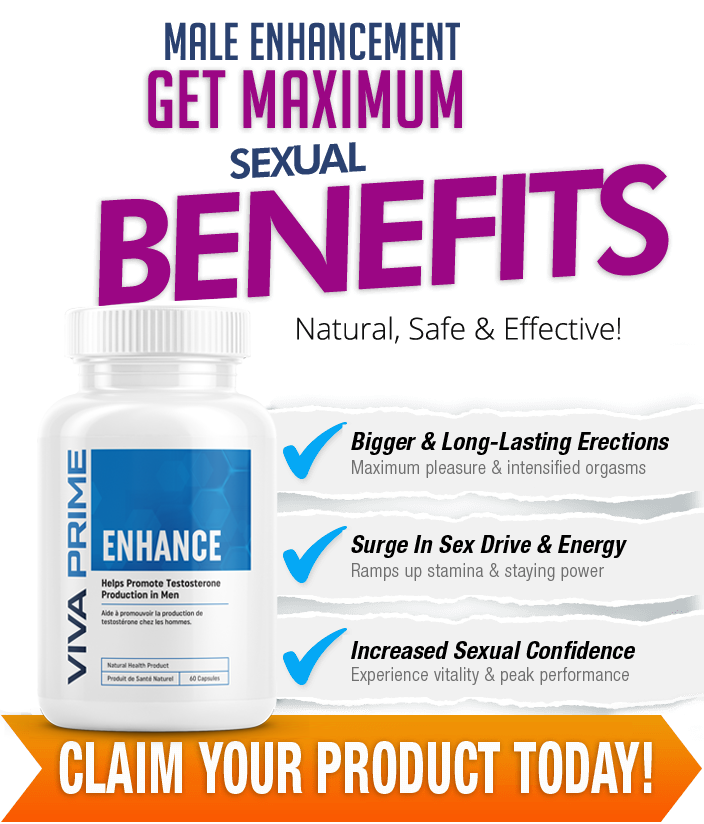 MALE ENHANCEMENT
GET MAXIMUM
SEXUAL
BENEFITS
Natural, Safe & Effective!
VIVA PRIME
ENHANCE
Helps Promote Testosterone
Production in Men
Aide à promouvoir la production de
testostérone chez les hommes.
Natural Health Product
Produit de Santé Naturel 60 Capsules
Bigger & Long-Lasting Erections
Maximum pleasure & intensified orgasms
Surge In Sex Drive & Energy
Ramps up stamina & staying power
Increased Sexual Confidence
Experience vitality & peak performance
CLAIM YOUR PRODUCT TODAY!